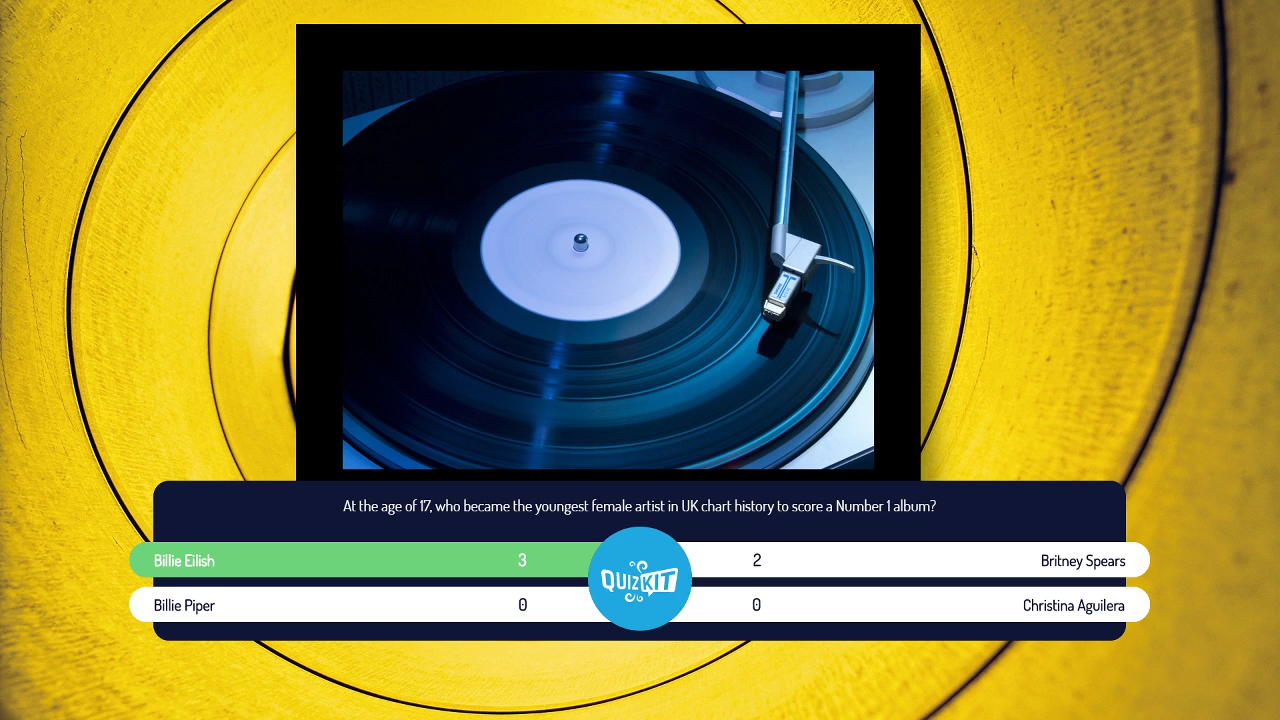 At the age of 17, who became the youngest female artist in UK chart history to score a Number 1 album?
Billie Eilish 3 2 Britney Spears
QUIZKIT
Billie Piper 0 0 Christina Aguilera